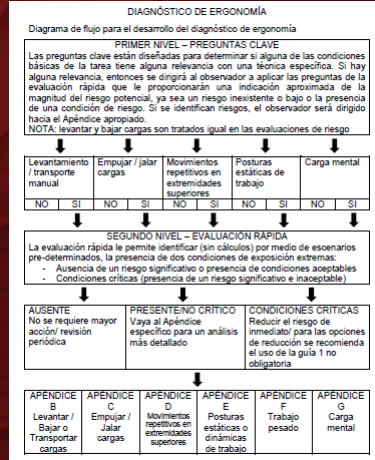 DIAGNÓSTICO DE ERGONOMÍA
Diagrama de flujo para el desarrollo del diagnóstico de ergonomía
PRIMER NIVEL – PREGUNTAS CLAVE
Las preguntas clave están diseñadas para determinar si alguna de las condiciones
básicas de la tarea tiene alguna relevancia con una técnica específica. Si hay
alguna relevancia, entonces se dirigirá al observador a aplicar las preguntas de la
evaluación rápida que le proporcionarán una indicación aproximada de la
magnitud del riesgo potencial, ya sea un riesgo inexistente o bajo o la presencia
de una condición de riesgo. Si se identifican riesgos, el observador será dirigido
hacia el Apéndice apropiado.
NOTA: levantar y bajar cargas son tratados igual en las evaluaciones de riesgo
Levantamiento / transporte manual
Empujar / jalar cargas
Movimientos repetitivos en extremidades superiores
Posturas estáticas de trabajo
Carga mental
NO SI NO SI NO SI NO SI NO SI
SEGUNDO NIVEL – EVALUACIÓN RÁPIDA
La evaluación rápida le permite identificar (sin cálculos) por medio de escenarios
pre-determinados, la presencia de dos condiciones de exposición extremas:
- Ausencia de un riesgo significativo o presencia de condiciones aceptables
- Condiciones críticas (presencia de un riesgo significativo e inaceptable)
AUSENTE
No se requiere mayor
acción/ revisión
periódica
PRESENTE/NO CRÍTICO
Vaya al Apéndice
específico para un análisis
más detallado
CONDICIONES CRÍTICAS
Reducir el riesgo de
inmediato/ para las opciones
de reducción se recomienda
el uso de la guía 1 no
obligatoria
APÉNDICE
B
Levantar /
Bajar o
Transportar
cargas
APÉNDICE
C
Empujar /
Jalar
cargas
APÉNDICE
D
Movimientos
repetitivos en
extremidades
superiores
APÉNDICE
E
Posturas
estáticas o
dinámicas
de trabajo
APÉNDICE
F
Trabajo
pesado
APÉNDICE
G
Carga
mental